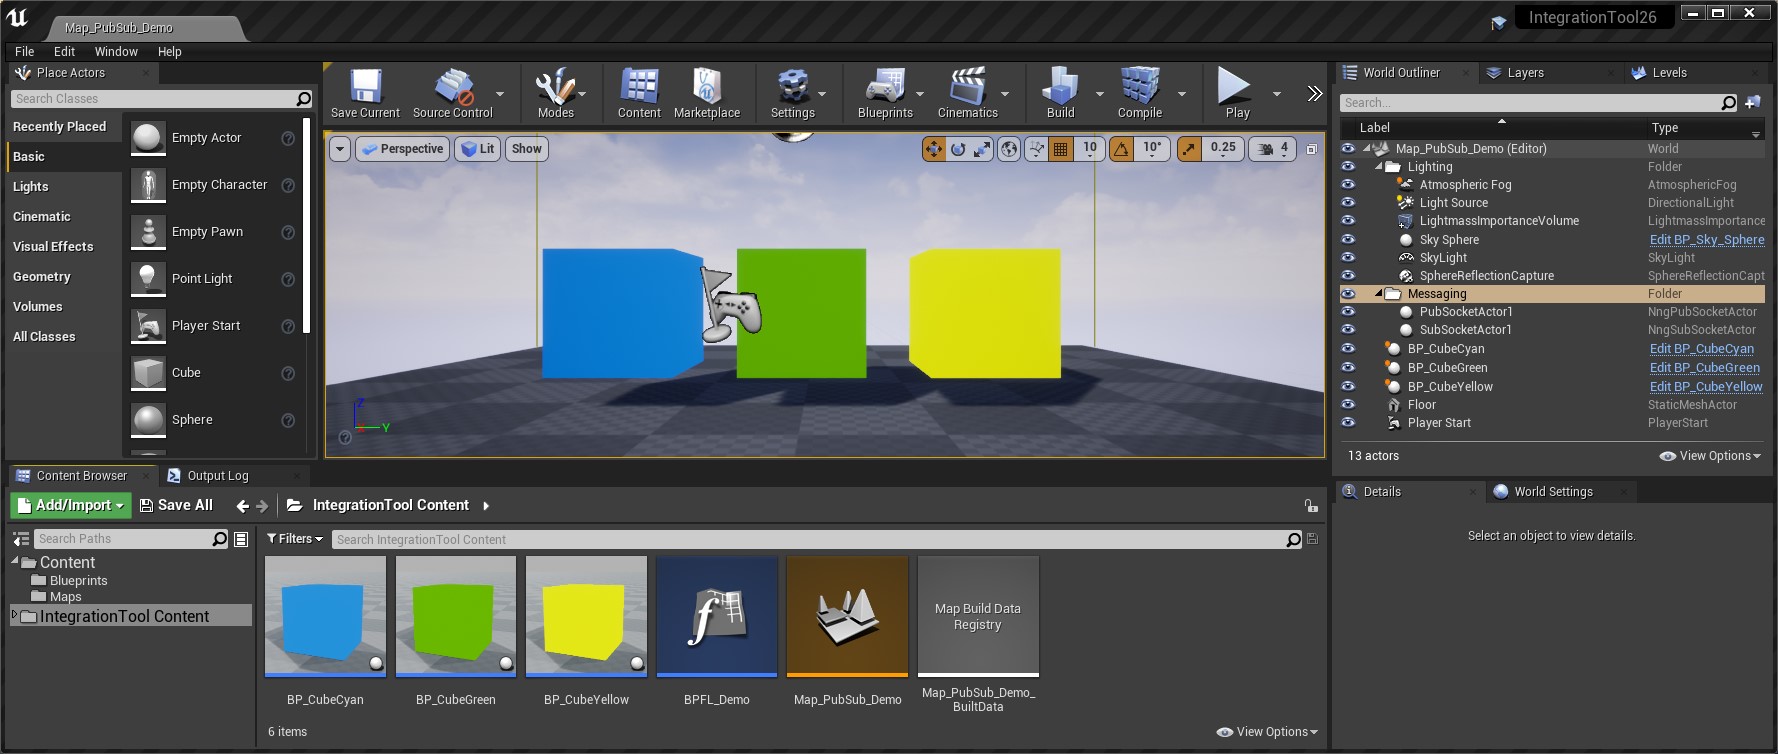 Map_PubSub_Demo
IntegrationTool26
File Edit Window Help
Place Actors
Search Classes
Recently Placed
Basic
Lights
Cinematic
Visual Effects
Geometry
Volumes
All Classes
Empty Actor
Empty Character
Empty Pawn
Point Light
Player Start
Cube
Sphere
Save Current
Source Control
Modes
Content
Marketplace
Settings
Blueprints
Cinematics
Build
Compile
Play
Perspective
Lit
Show
10
10°
0.25
4
Z
Y
World Outliner
Layers
Levels
Search...
Label Type
Map_PubSub_Demo (Editor) World
Lighting Folder
Atmospheric Fog AtmosphericFog
Light Source DirectionalLight
LightmassImportanceVolume LightmassImportance
Sky Sphere Edit BP_Sky_Sphere
SkyLight SkyLight
SphereReflectionCapture SphereReflectionCapt
Messaging Folder
PubSocketActor1 NngPubSocketActor
SubSocketActor1 NngSubSocketActor
BP_CubeCyan Edit BP_CubeCyan
BP_CubeGreen Edit BP_CubeGreen
BP_CubeYellow Edit BP_CubeYellow
Floor StaticMeshActor
Player Start PlayerStart
13 actors
View Options
Content Browser
Output Log
Add/Import
Save All
IntegrationTool Content
Search Paths
Filters
Search IntegrationTool Content
Content
Blueprints
Maps
IntegrationTool Content
BP_CubeCyan
BP_CubeGreen
BP_CubeYellow
BPFL_Demo
Map_PubSub_Demo
Map Build Data
Registry
Map_PubSub_Demo_
BuiltData
6 items
View Options
Details
World Settings
Select an object to view details.